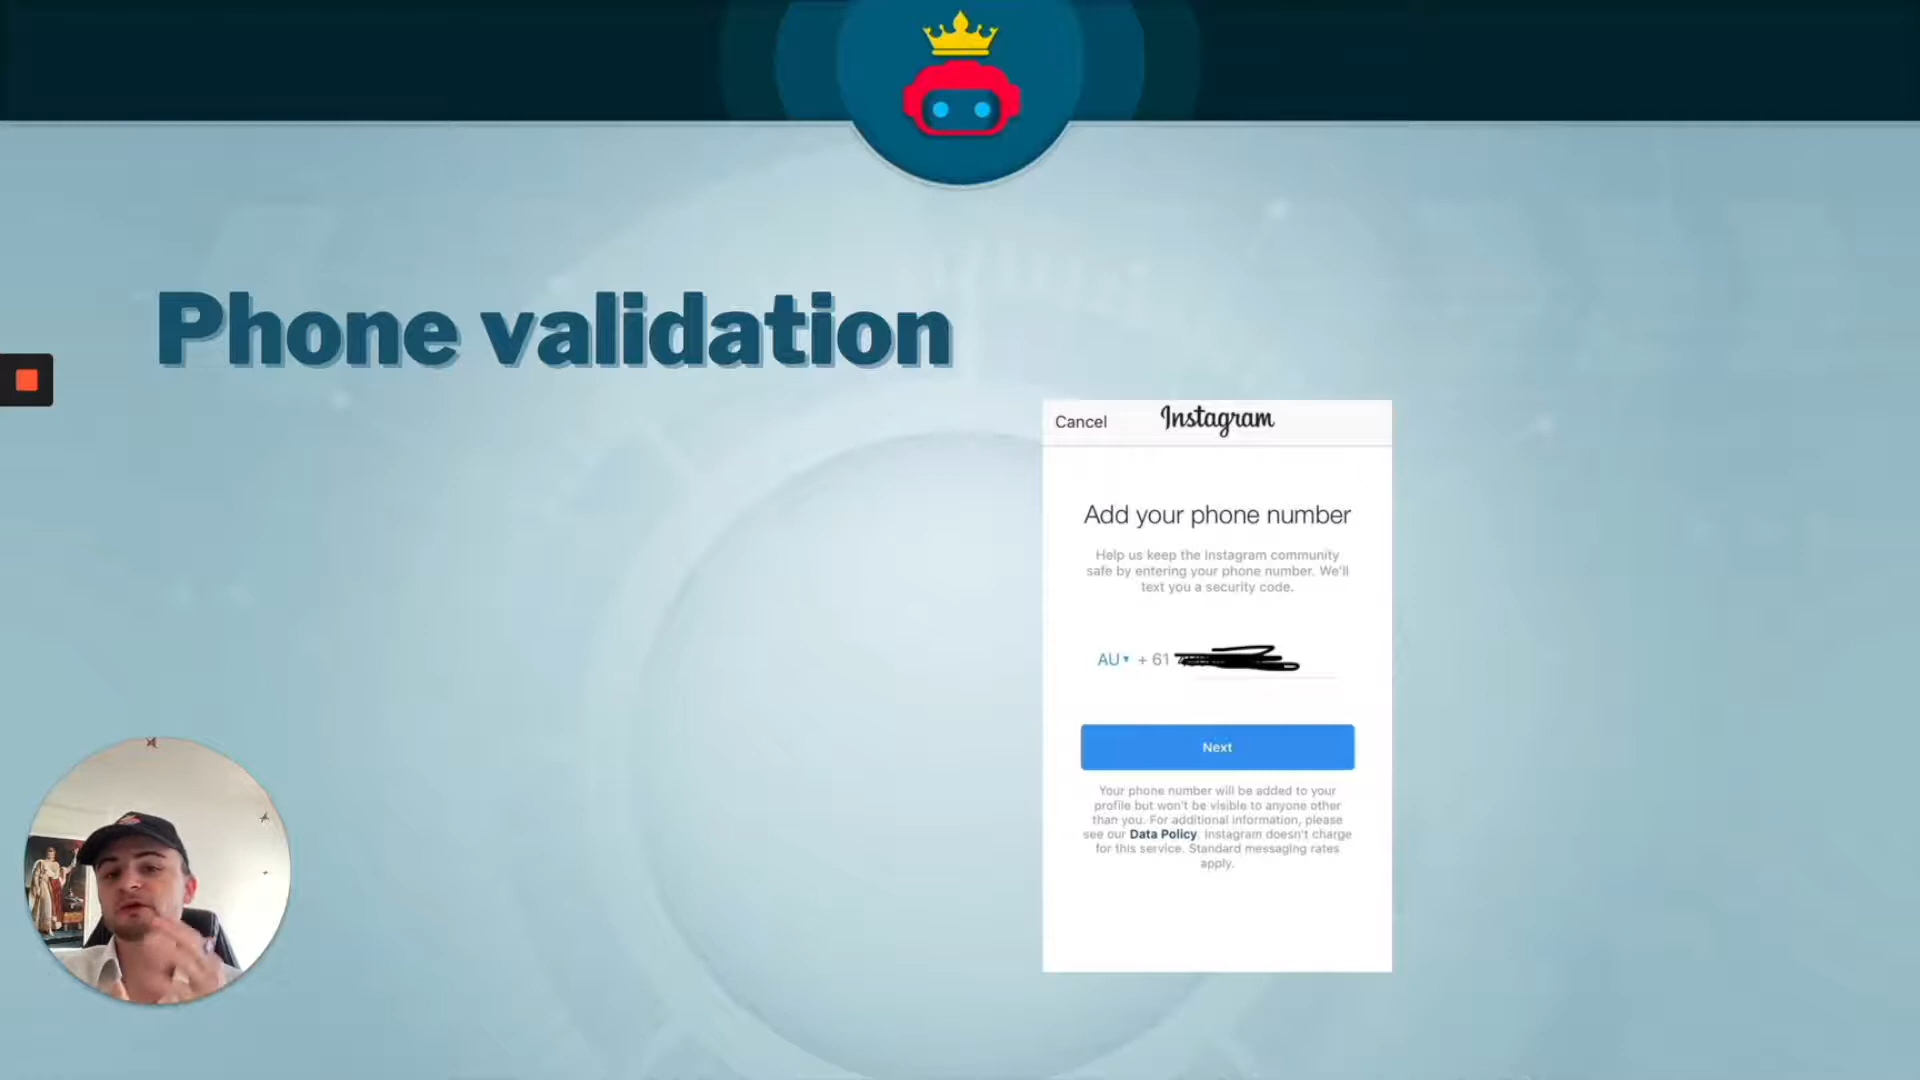 Phone validation
Cancel
Instagram
Add your phone number
Help us keep the Instagram community
safe by entering your phone number. We'll
text you a security code.
AU + 61
Next
Your phone number will be added to your
profile but won't be visible to anyone other
than you. For additional information, please
see our Data Policy. Instagram doesn't charge
for this service. Standard messaging rates
apply.